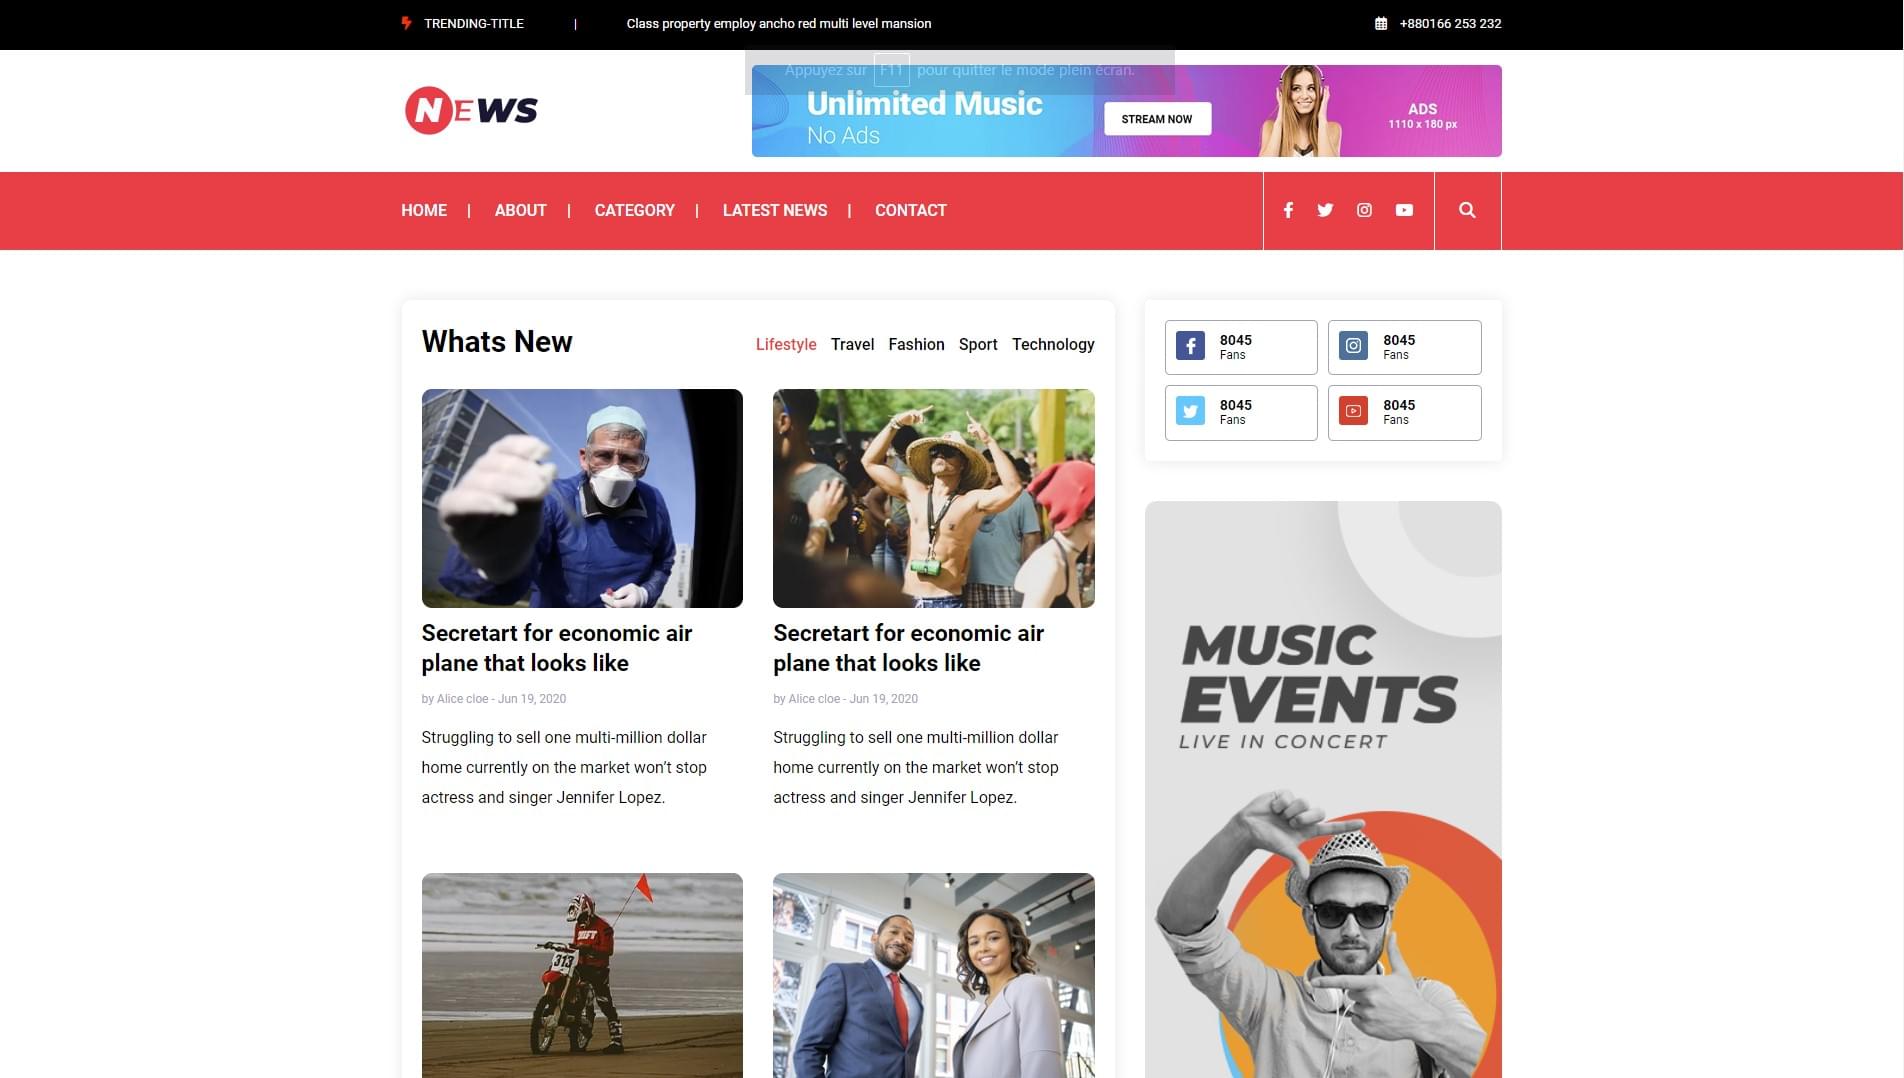 TRENDING-TITLE | Class property employ ancho red multi level mansion +880166 253 232
Appuyez sur F11 pour quitter le mode plein écran.
NEWS
Unlimited Music
No Ads
STREAM NOW
ADS
1110 x 180 px
HOME | ABOUT | CATEGORY | LATEST NEWS | CONTACT
Whats New
Lifestyle Travel Fashion Sport Technology
Secretart for economic air
plane that looks like
by Alice cloe - Jun 19, 2020
Struggling to sell one multi-million dollar
home currently on the market won’t stop
actress and singer Jennifer Lopez.
Secretart for economic air
plane that looks like
by Alice cloe - Jun 19, 2020
Struggling to sell one multi-million dollar
home currently on the market won’t stop
actress and singer Jennifer Lopez.
313
8045
Fans
8045
Fans
8045
Fans
8045
Fans
MUSIC
EVENTS
LIVE IN CONCERT